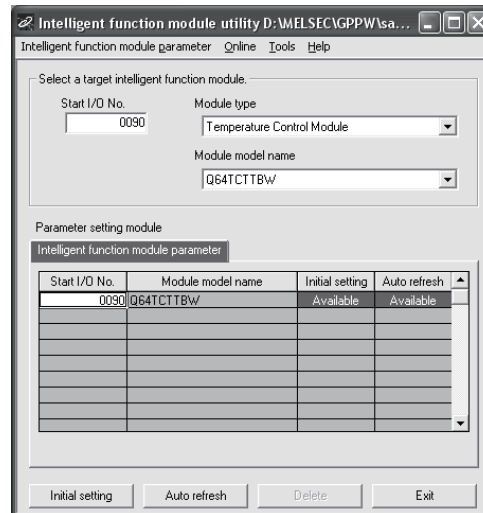 Intelligent function module utility D:\MELSEC\GPPW\sa...
Intelligent function module parameter Online Tools Help
Select a target intelligent function module.
Start I/O No. Module type
0090 Temperature Control Module
Module model name
Q64TCTTBW
Parameter setting module
Intelligent function module parameter
Start I/O No. Module model name Initial setting Auto refresh
0090 Q64TCTTBW Available Available
Initial setting Auto refresh Delete Exit